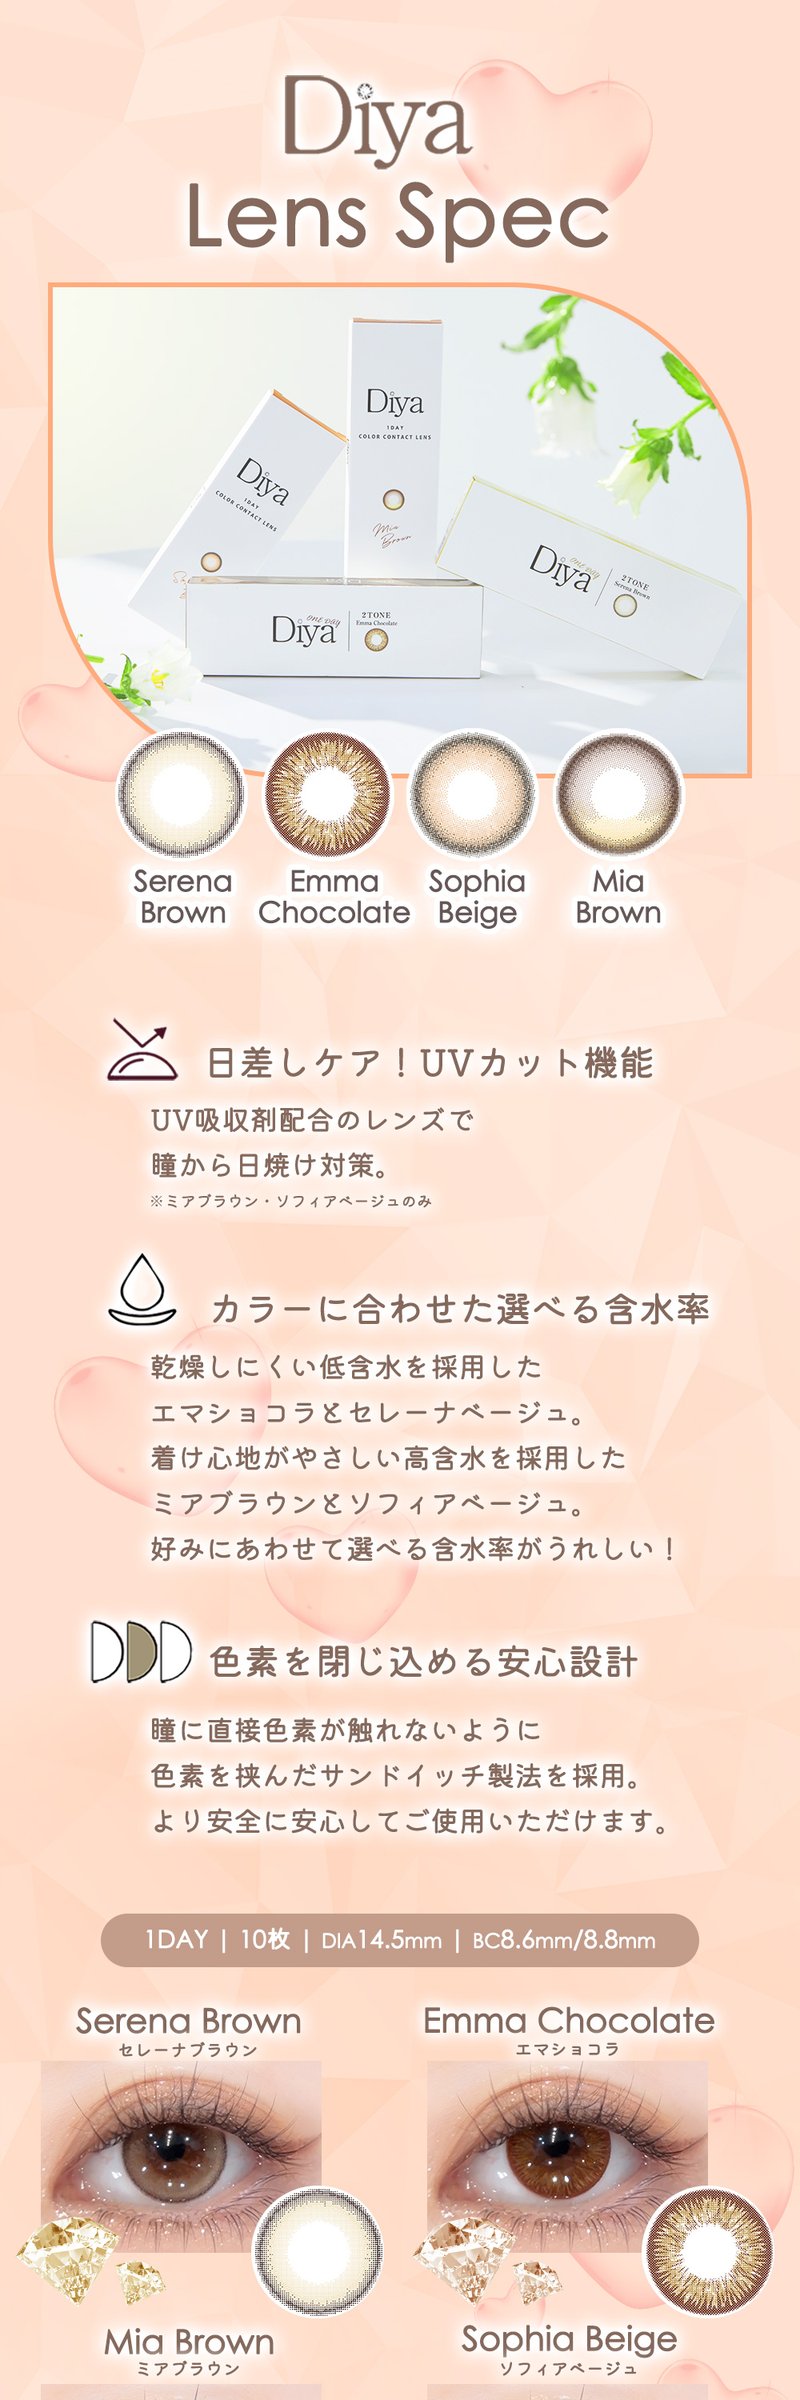 Diya
Lens Spec
Diya
1DAY
COLOR CONTACT LENS
Mia
Brown
Diya
1DAY
COLOR CONTACT LENS
Diya
ONE DAY
2TONE
Serena Brown
Diya
ONE DAY
2TONE
Emma Chocolate
Serena
Brown
Emma
Chocolate
Sophia
Beige
Mia
Brown
日差しケア！UVカット機能
UV吸収剤配合のレンズで
瞳から日焼け対策。
※ミアブラウン・ソフィアベージュのみ
カラーに合わせた選べる含水率
乾燥しにくい低含水を採用した
エマショコラとセレーナベージュ。
着け心地がやさしい高含水を採用した
ミアブラウンとソフィアベージュ。
好みにあわせて選べる含水率がうれしい！
色素を閉じ込める安心設計
瞳に直接色素が触れないように
色素を挟んだサンドイッチ製法を採用。
より安全に安心してご使用いただけます。
1DAY | 10枚 | DIA14.5mm | BC8.6mm/8.8mm
Serena Brown
セレーナブラウン
Emma Chocolate
エマショコラ
Mia Brown
ミアブラウン
Sophia Beige
ソフィアベージュ